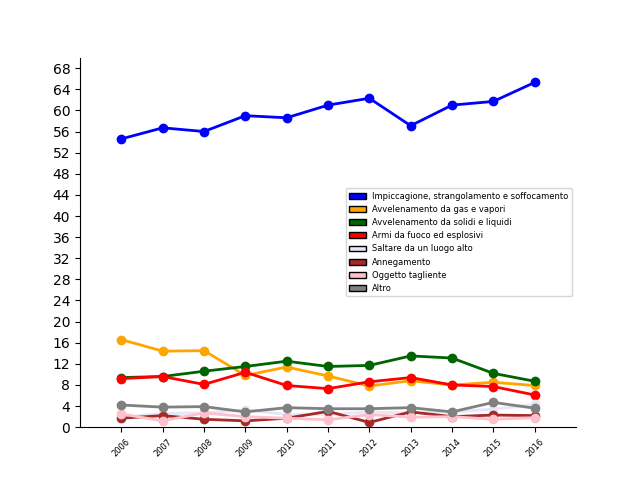 68
64
60
56
52
48
44
40
36
32
28
24
20
16
12
8
4
0
Impiccagione, strangolamento e soffocamento
Avvelenamento da gas e vapori
Avvelenamento da solidi e liquidi
Armi da fuoco ed esplosivi
Saltare da un luogo alto
Annegamento
Oggetto tagliente
Altro
2006 2007 2008 2009 2010 2011 2012 2013 2014 2015 2016